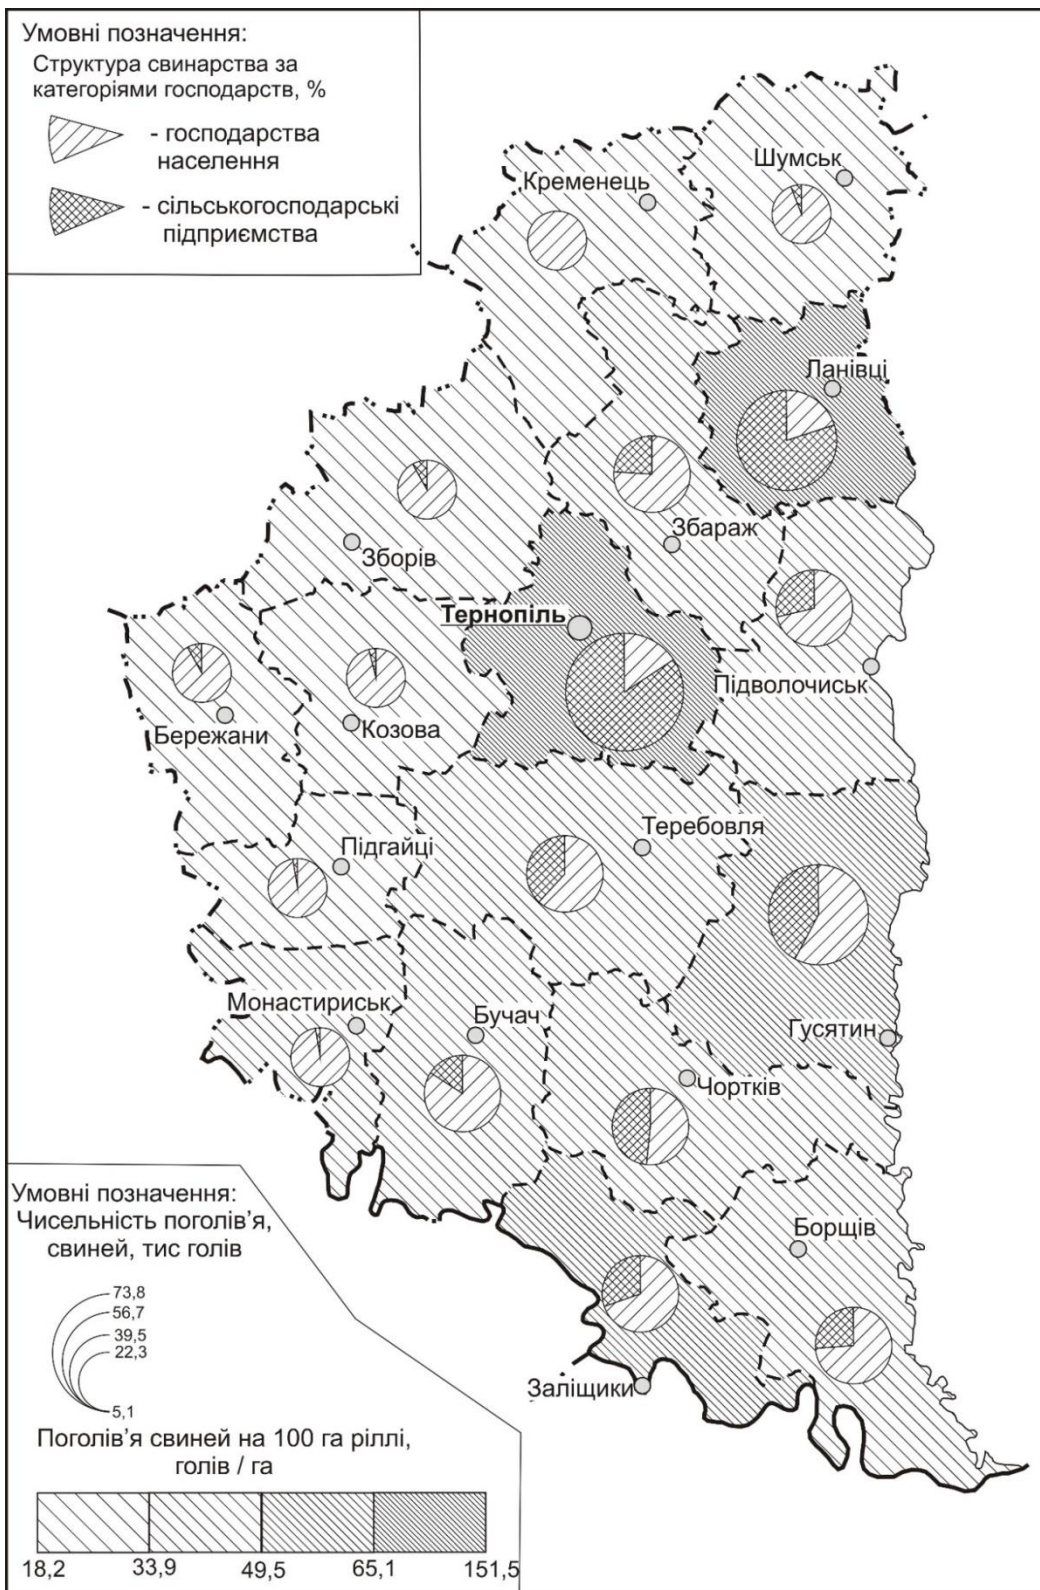 Умовні позначення:
Структура свинарства за
категоріями господарств, %
- господарства
населення
- сільськогосподарські
підприємства
Шумськ
Кременець
Ланівці
Збараж
Зборів
Тернопіль
Підволочиськ
Бережани
Козова
Теребовля
Підгайці
Монастириськ
Бучач
Гусятин
Чортків
Борщів
Заліщики
Умовні позначення:
Чисельність поголів’я,
свиней, тис голів
73,8
56,7
39,5
22,3
5,1
Поголів’я свиней на 100 га ріллі,
голів / га
18,2 33,9 49,5 65,1 151,5